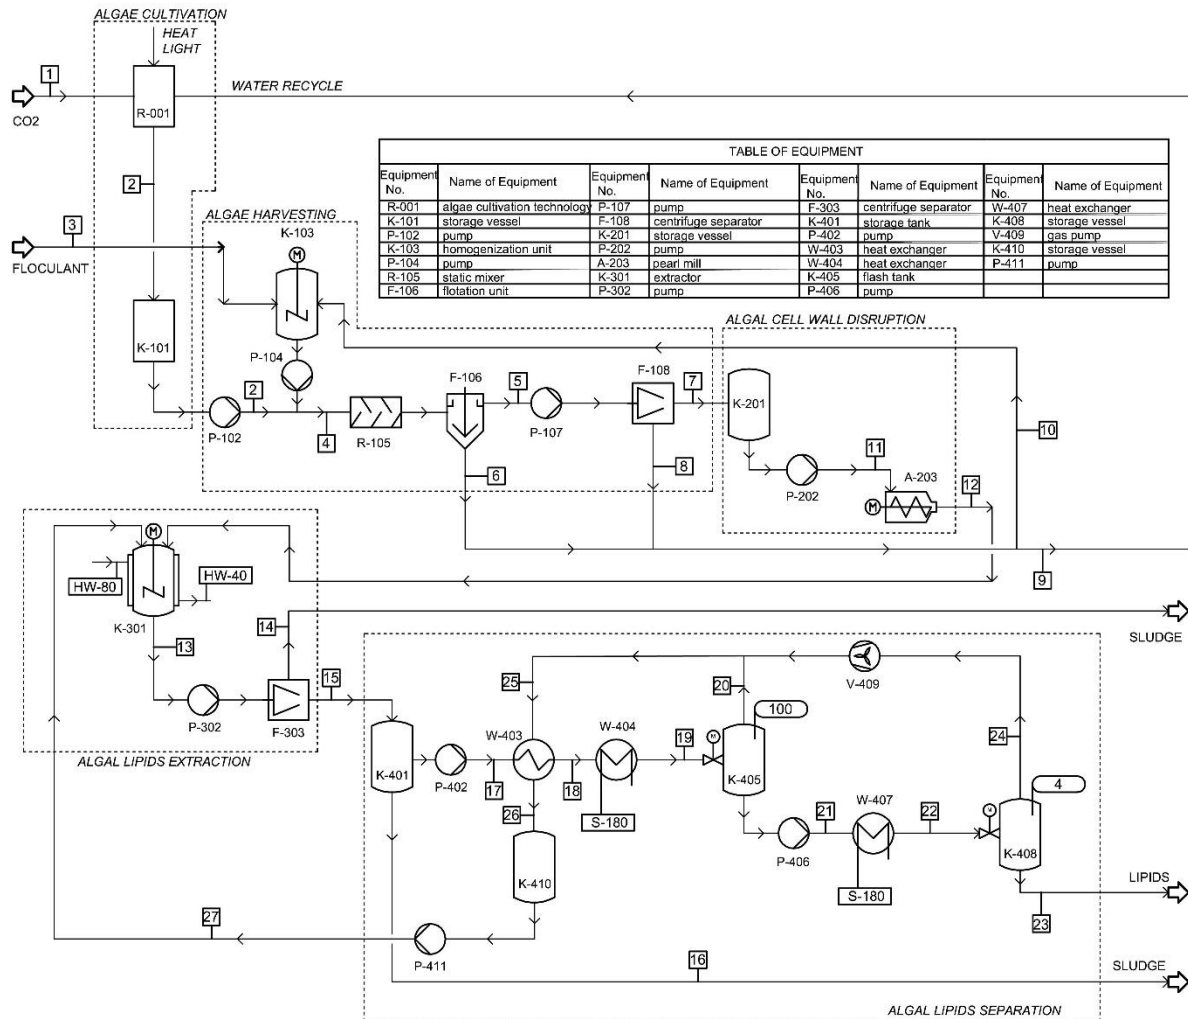 ALGAE CULTIVATION
HEAT
LIGHT
1
CO2
R-001
WATER RECYCLE
2
3
FLOCULANT
K-101
ALGAE HARVESTING
K-103
M
P-104
P-102
2
4
R-105
F-106
5
P-107
F-108
7
6
8
TABLE OF EQUIPMENT
Equipment No. Name of Equipment Equipment No. Name of Equipment Equipment No. Name of Equipment Equipment No. Name of Equipment
R-001 algae cultivation technology P-107 pump F-303 centrifuge separator W-407 heat exchanger
K-101 storage vessel F-108 centrifuge separator K-401 storage tank K-408 storage vessel
P-102 pump K-201 storage vessel P-402 pump V-409 gas pump
K-103 homogenization unit P-202 pump W-403 heat exchanger K-410 storage vessel
P-104 pump A-203 pearl mill W-404 heat exchanger P-411 pump
R-105 static mixer K-301 extractor K-405 flash tank
F-106 flotation unit P-302 pump P-406 pump
ALGAL CELL WALL DISRUPTION
K-201
P-202
11
A-203
M
12
10
9
M
HW-80
HW-40
K-301
13
14
P-302
F-303
15
ALGAL LIPIDS EXTRACTION
SLUDGE
K-401
P-402
17
W-403
25
26
18
W-404
S-180
19
M
20
100
K-405
V-409
P-406
21
W-407
S-180
22
24
4
K-408
LIPIDS
23
K-410
27
P-411
16
SLUDGE
ALGAL LIPIDS SEPARATION